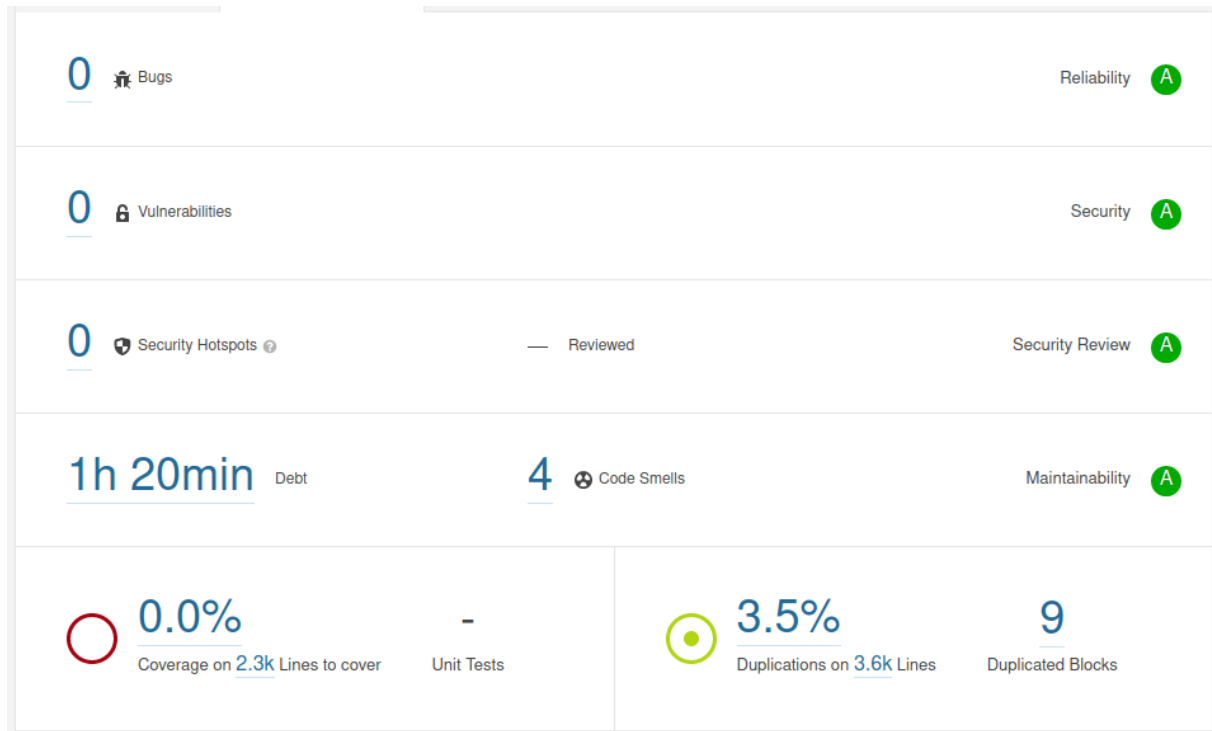 0 Bugs Reliability A
0 Vulnerabilities Security A
0 Security Hotspots ? — Reviewed Security Review A
1h 20min Debt 4 Code Smells Maintainability A
0.0% - 3.5% 9
Coverage on 2.3k Lines to cover Unit Tests Duplications on 3.6k Lines Duplicated Blocks